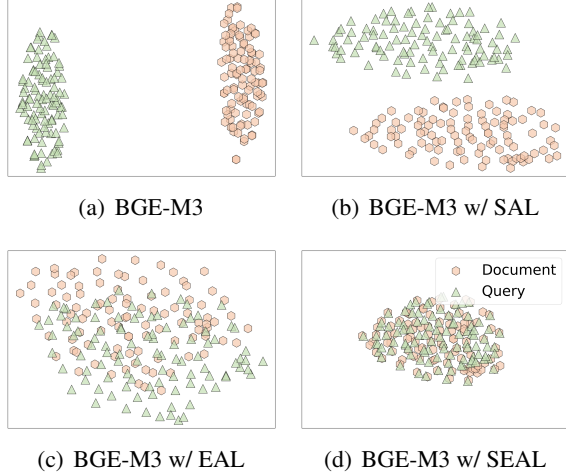 (a) BGE-M3
(b) BGE-M3 w/ SAL
Document
Query
(c) BGE-M3 w/ EAL
(d) BGE-M3 w/ SEAL